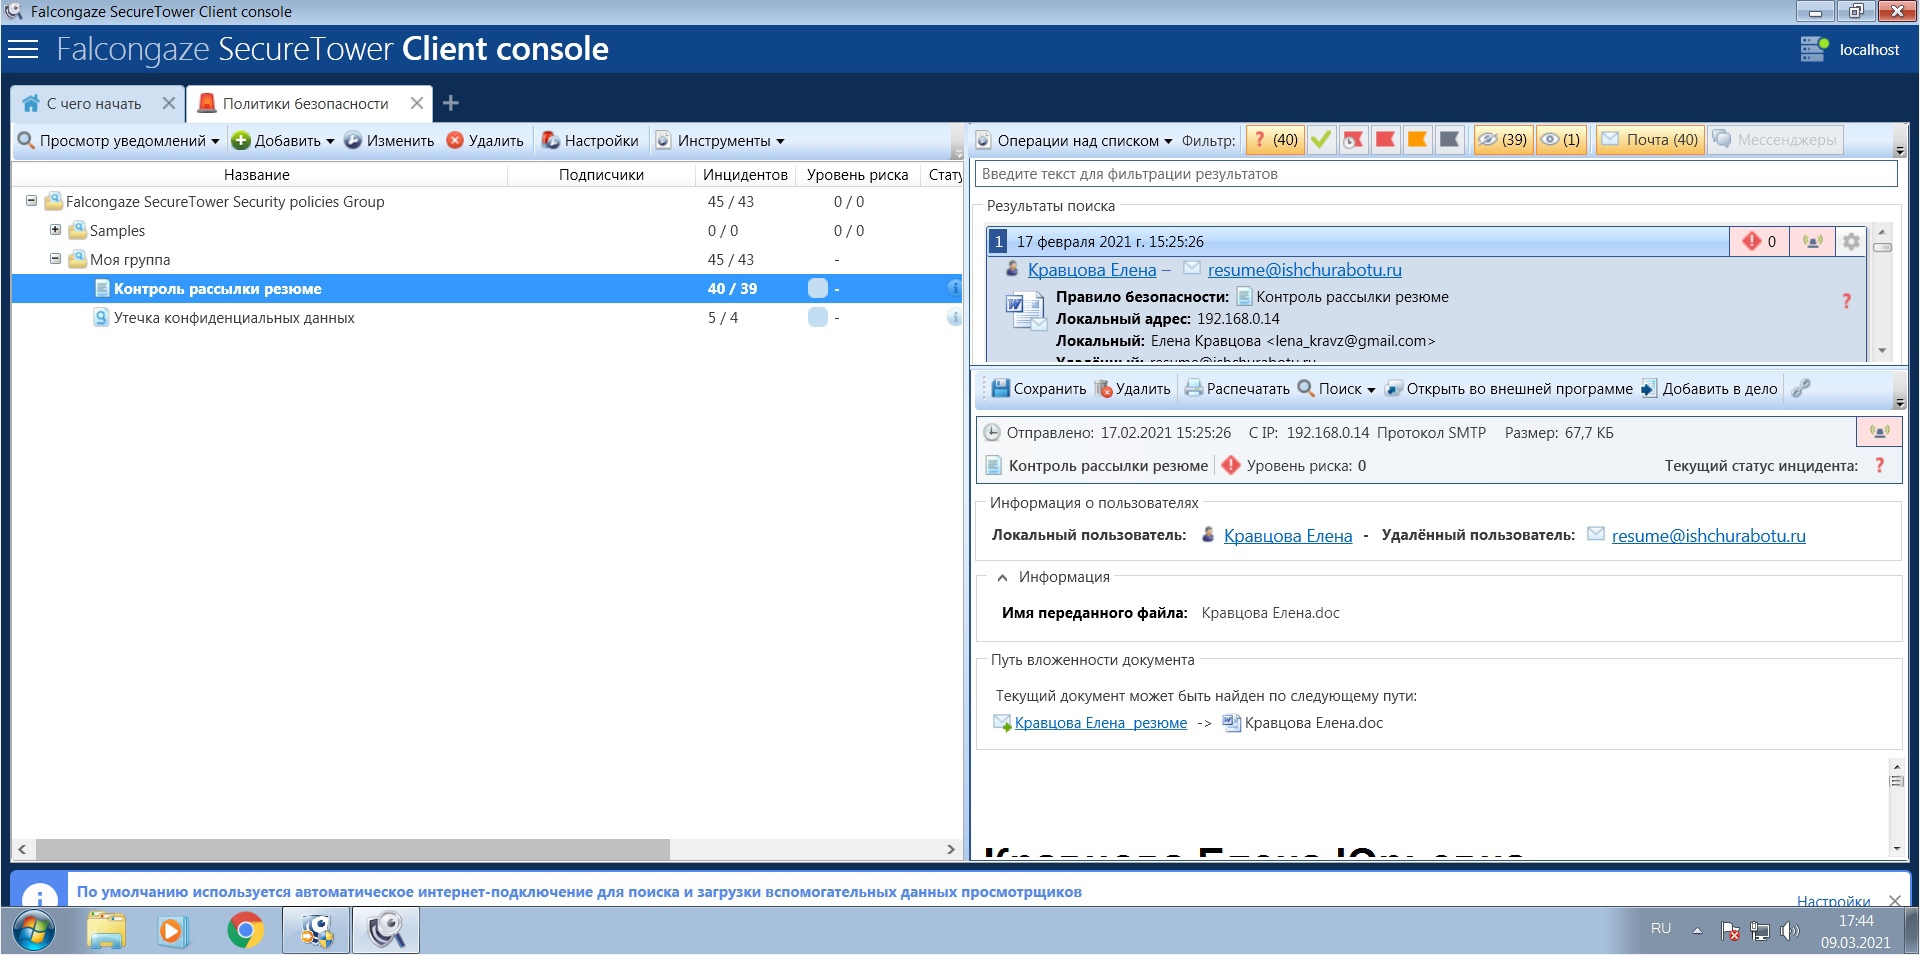 Falcongaze SecureTower Client console
Falcongaze SecureTower Client console
localhost
С чего начать
Политики безопасности
Просмотр уведомлений
Добавить
Изменить
Удалить
Настройки
Инструменты
Название
Подписчики
Инцидентов
Уровень риска
Стату
Falcongaze SecureTower Security policies Group 45 / 43 0 / 0
Samples 0 / 0 0 / 0
Моя группа 45 / 43 -
Контроль рассылки резюме 40 / 39 -
Утечка конфиденциальных данных 5 / 4 -
Операции над списком Фильтр: ? (40) (39) (1) Почта (40) Мессенджеры
Введите текст для фильтрации результатов
Результаты поиска
1 17 февраля 2021 г. 15:25:26 0
Кравцова Елена – resume@ishchurabotu.ru
Правило безопасности: Контроль рассылки резюме ?
Локальный адрес: 192.168.0.14
Локальный: Елена Кравцова <lena_kravz@gmail.com>
Удалённый: resume@ishchurabotu.ru
Сохранить Удалить Распечатать Поиск Открыть во внешней программе Добавить в дело
Отправлено: 17.02.2021 15:25:26 С IP: 192.168.0.14 Протокол SMTP Размер: 67,7 КБ
Контроль рассылки резюме Уровень риска: 0 Текущий статус инцидента: ?
Информация о пользователях
Локальный пользователь: Кравцова Елена - Удалённый пользователь: resume@ishchurabotu.ru
Информация
Имя переданного файла: Кравцова Елена.doc
Путь вложенности документа
Текущий документ может быть найден по следующему пути:
Кравцова Елена_резюме -> Кравцова Елена.doc
Кравцова Елена Юрьевна
По умолчанию используется автоматическое интернет-подключение для поиска и загрузки вспомогательных данных просмотрщиков
Настройки
RU
17:44
09.03.2021